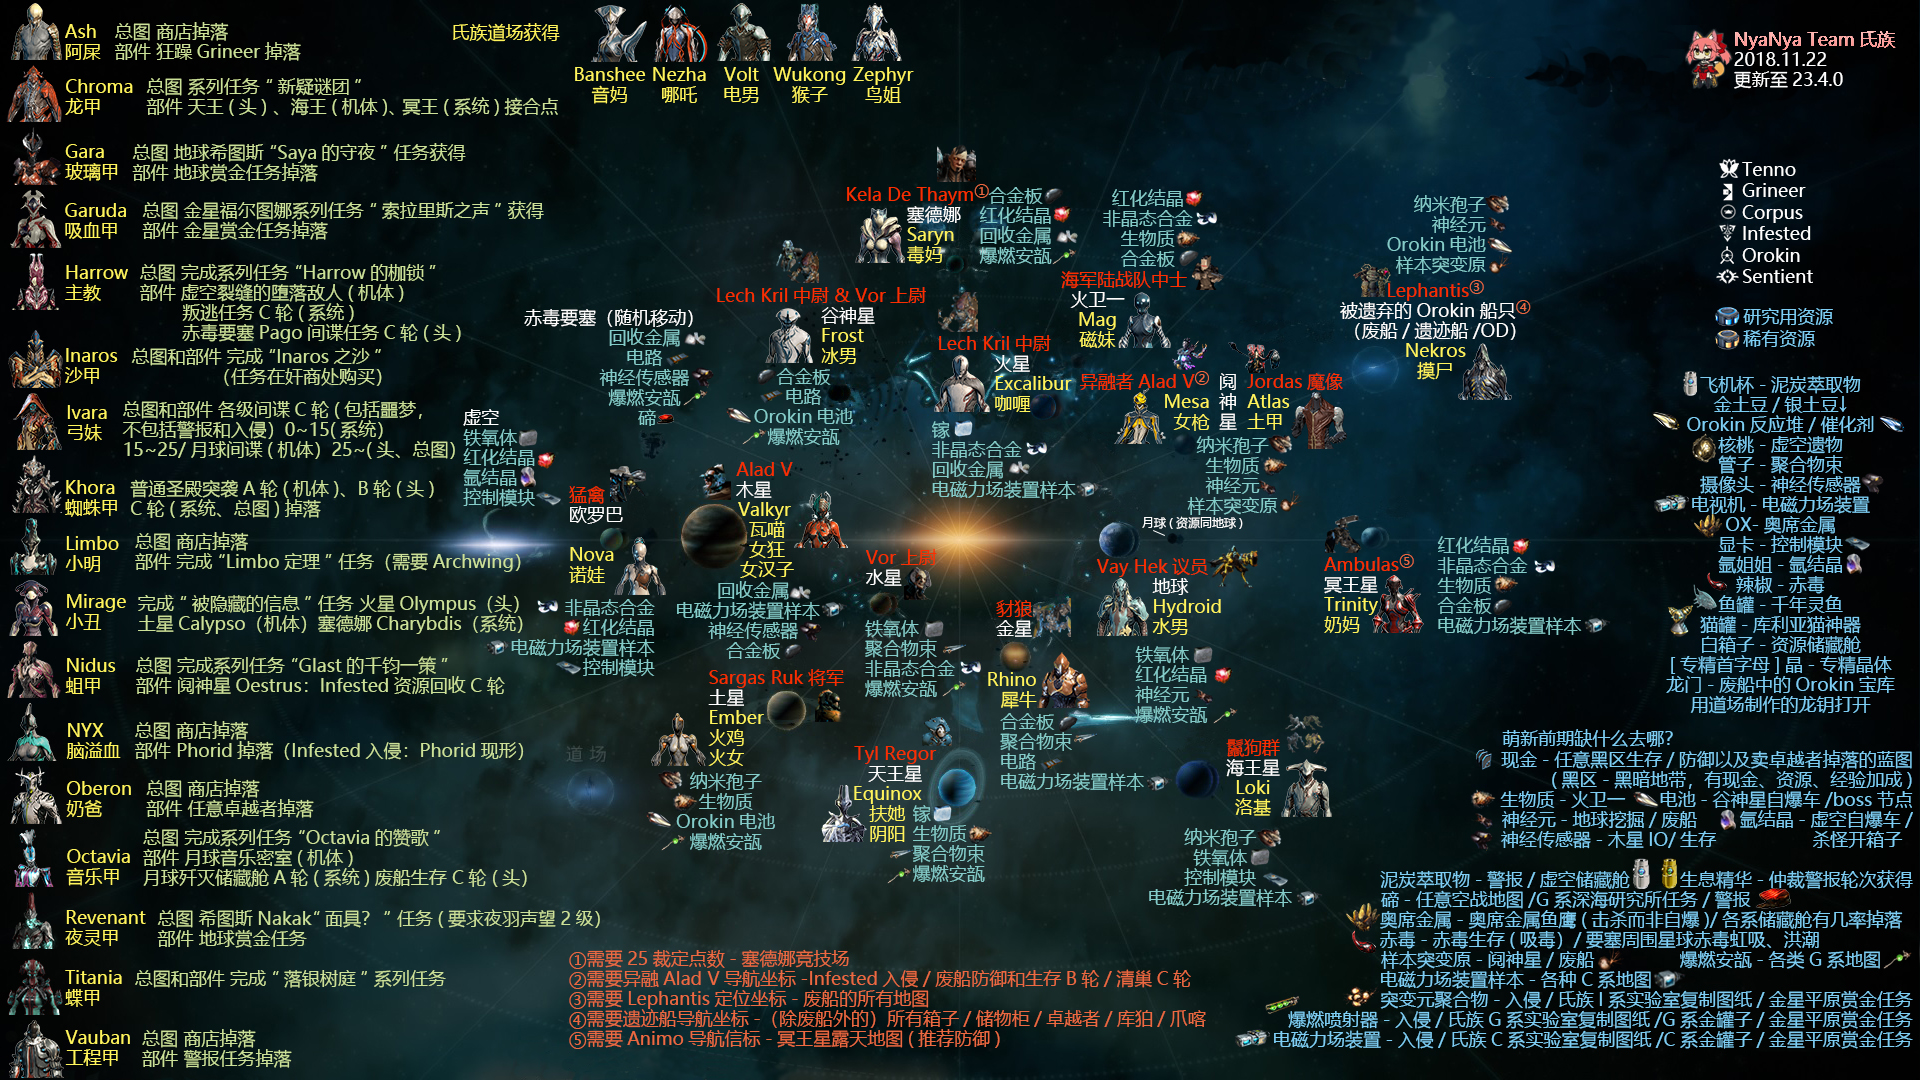 Ash 总图 商店掉落
阿屎 部件 狂躁 Grineer 掉落
Chroma 总图 系列任务 “ 新疑谜团 ”
龙甲 部件 天王 ( 头 ) 、海王 ( 机体 )、冥王 ( 系统 ) 接合点
Gara 总图 地球希图斯 “Saya 的守夜 ” 任务获得
玻璃甲 部件 地球赏金任务掉落
Garuda 总图 金星福尔图娜系列任务 “ 索拉里斯之声 ” 获得
吸血甲 部件 金星赏金任务掉落
Harrow 总图 完成系列任务 “Harrow 的枷锁 ”
主教 部件 虚空裂缝的堕落敌人 ( 机体 )
叛逃任务 C 轮 ( 系统 )
赤毒要塞 Pago 间谍任务 C 轮 ( 头 )
Inaros 总图和部件 完成 “Inaros 之沙 ”
沙甲 （任务在奸商处购买）
Ivara 总图和部件 各级间谍 C 轮 ( 包括噩梦，
弓妹 不包括警报和入侵）0~15( 系统）
15~25/ 月球间谍 ( 机体）25~( 头、总图)
Khora 普通圣殿突袭 A 轮 ( 机体 )、B 轮 ( 头 )
蜘蛛甲 C 轮 ( 系统、总图 ) 掉落
Limbo 总图 商店掉落
小明 部件 完成 “Limbo 定理 ” 任务（需要 Archwing）
Mirage 完成 “ 被隐藏的信息 ” 任务 火星 Olympus（头）
小丑 土星 Calypso（机体）塞德娜 Charybdis（系统）
Nidus 总图 完成系列任务 “Glast 的千钧一策 ”
蛆甲 部件 阋神星 Oestrus：Infested 资源回收 C 轮
NYX 总图 商店掉落
脑溢血 部件 Phorid 掉落（Infested 入侵：Phorid 现形）
Oberon 总图 商店掉落
奶爸 部件 任意卓越者掉落
总图 完成系列任务 “Octavia 的赞歌 ”
Octavia 部件 月球音乐密室 ( 机体 )
音乐甲 月球歼灭储藏舱 A 轮 ( 系统 ) 废船生存 C 轮（头）
Revenant 总图 希图斯 Nakak“ 面具？ ” 任务 ( 要求夜羽声望 2 级）
夜灵甲 部件 地球赏金任务
Titania 总图和部件 完成 “ 落银树庭 ” 系列任务
蝶甲
Vauban 总图 商店掉落
工程甲 部件 警报任务掉落
氏族道场获得
Banshee Nezha Volt Wukong Zephyr
音妈 哪吒 电男 猴子 鸟姐
NyaNya Team 氏族
2018.11.22
更新至 23.4.0
Tenno
Grineer
Corpus
Infested
Orokin
Sentient
研究用资源
稀有资源
Kela De Thaym①
塞德娜
Saryn
毒妈
合金板
红化结晶
回收金属
爆燃安瓿
红化结晶
非晶态合金
生物质
合金板
海军陆战队中士
火卫一
Mag
磁妹
纳米孢子
神经元
Orokin 电池
样本突变原
Lephantis③
被遗弃的 Orokin 船只④
（废船 / 遗迹船 /OD）
Nekros
摸尸
Lech Kril 中尉 & Vor 上尉
谷神星
Frost
冰男
合金板
电路
Orokin 电池
爆燃安瓿
赤毒要塞（随机移动）
回收金属
电路
神经传感器
爆燃安瓿
碲
Lech Kril 中尉
火星
Excalibur
咖喱
镓
非晶态合金
回收金属
电磁力场装置样本
异融者 Alad V②
Mesa
女枪
阋神星
Jordas 魔像
Atlas
土甲
纳米孢子
生物质
神经元
样本突变原
虚空
铁氧体
红化结晶
氩结晶
控制模块
猛禽
欧罗巴
Nova
诺娃
非晶态合金
红化结晶
电磁力场装置样本
控制模块
Alad V
木星
Valkyr
瓦喵
女狂
女汉子
回收金属
电磁力场装置样本
神经传感器
合金板
Vor 上尉
水星
铁氧体
聚合物束
非晶态合金
爆燃安瓿
豺狼
金星
Rhino
犀牛
合金板
聚合物束
电路
电磁力场装置样本
月球 ( 资源同地球 )
Vay Hek 议员
地球
Hydroid
水男
铁氧体
红化结晶
神经元
爆燃安瓿
Ambulas⑤
冥王星
Trinity
奶妈
红化结晶
非晶态合金
生物质
合金板
电磁力场装置样本
Sargas Ruk 将军
土星
Ember
火鸡
火女
纳米孢子
生物质
Orokin 电池
爆燃安瓿
道 场
Tyl Regor
天王星
Equinox
扶她
阴阳
镓
生物质
聚合物束
爆燃安瓿
鬣狗群
海王星
Loki
洛基
纳米孢子
铁氧体
控制模块
电磁力场装置样本
飞机杯 - 泥炭萃取物
金土豆 / 银土豆↓
Orokin 反应堆 / 催化剂
核桃 - 虚空遗物
管子 - 聚合物束
摄像头 - 神经传感器
电视机 - 电磁力装置
OX- 奥席金属
显卡 - 控制模块
氩姐姐 - 氩结晶
辣椒 - 赤毒
鱼罐 - 千年灵鱼
猫罐 - 库利亚猫神器
白箱子 - 资源储藏舱
[ 专精首字母 ] 晶 - 专精晶体
龙门 - 废船中的 Orokin 宝库
用道场制作的龙钥打开
萌新前期缺什么去哪?
现金 - 任意黑区生存 / 防御以及卖卓越者掉落的蓝图
（ 黑区 - 黑暗地带，有现金、资源、经验加成 )
生物质 - 火卫一 电池 - 谷神星自爆车 /boss 节点
神经元 - 地球挖掘 / 废船 氩结晶 - 虚空自爆车 /
神经传感器 - 木星 IO/ 生存 杀怪开箱子
泥炭萃取物 - 警报 / 虚空储藏舱 生息精华 - 仲裁警报轮次获得
碲 - 任意空战地图 /G 系深海研究所任务 / 警报
奥席金属 - 奥席金属鱼鹰 ( 击杀而非自爆 )/ 各系储藏舱有几率掉落
赤毒 - 赤毒生存 ( 吸毒）/ 要塞周围星球赤毒虹吸、洪潮
样本突变原 - 阋神星 / 废船 爆燃安瓿 - 各类 G 系地图
电磁力场装置样本 - 各种 C 系地图
突变元聚合物 - 入侵 / 氏族 I 系实验室复制图纸 / 金星平原赏金任务
爆燃喷射器 - 入侵 / 氏族 G 系实验室复制图纸 /G 系金罐子 / 金星平原赏金任务
电磁力场装置 - 入侵 / 氏族 C 系实验室复制图纸 /C 系金罐子 / 金星平原赏金任务
①需要 25 裁定点数 - 塞德娜竞技场
②需要异融 Alad V 导航坐标 -Infested 入侵 / 废船防御和生存 B 轮 / 清巢 C 轮
③需要 Lephantis 定位坐标 - 废船的所有地图
④需要遗迹船导航坐标 -（除废船外的）所有箱子 / 储物柜 / 卓越者 / 库狛 / 爪喀
⑤需要 Animo 导航信标 - 冥王星露天地图 ( 推荐防御 )